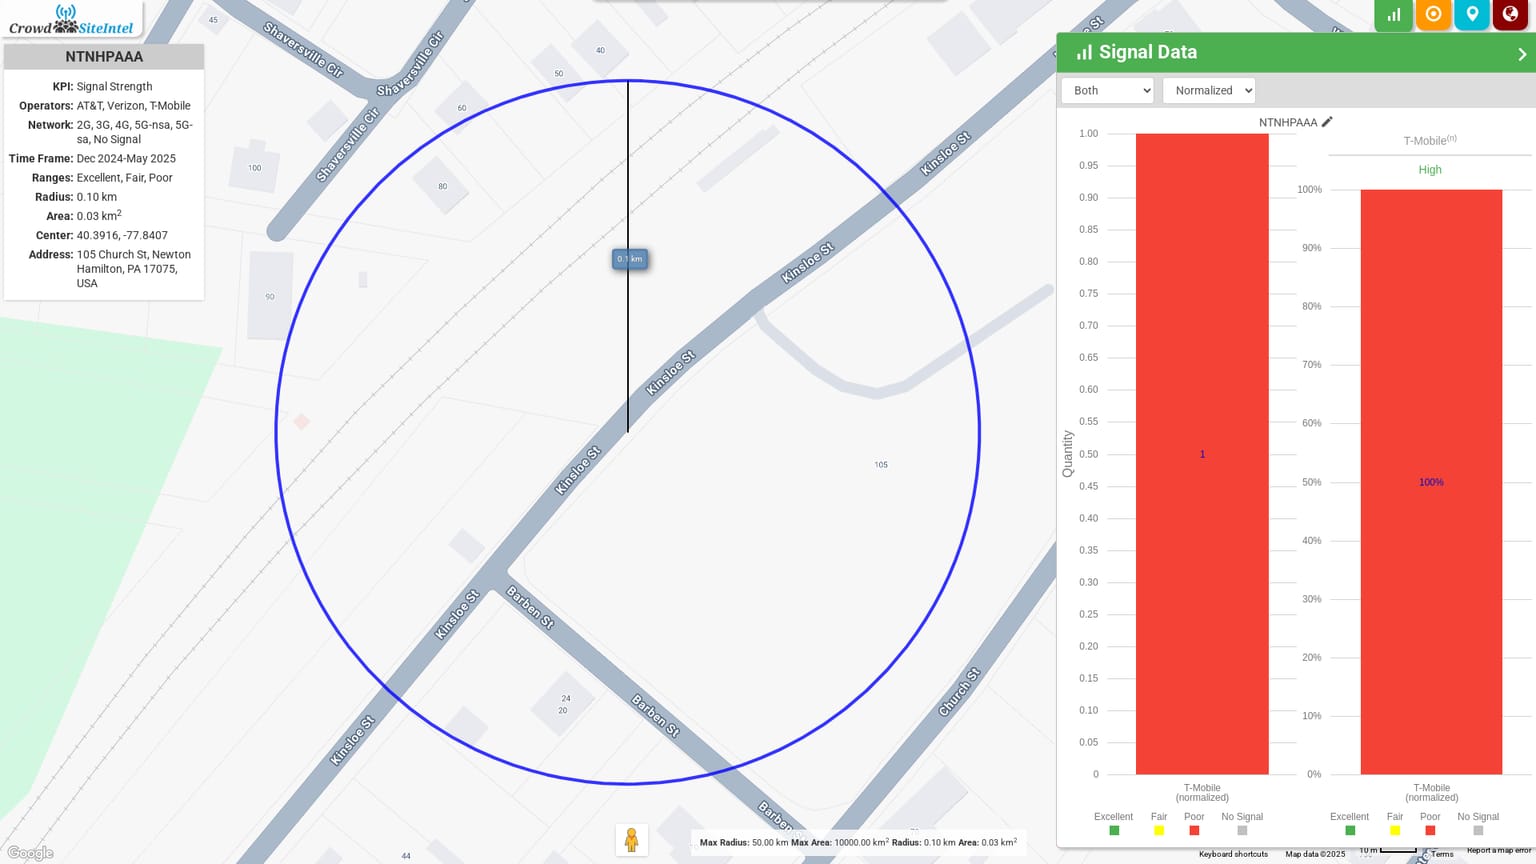 CrowdSiteIntel
NTNHPAAA
KPI: Signal Strength
Operators: AT&T, Verizon, T-Mobile
Network: 2G, 3G, 4G, 5G-nsa, 5G-
sa, No Signal
Time Frame: Dec 2024-May 2025
Ranges: Excellent, Fair, Poor
Radius: 0.10 km
Area: 0.03 km2
Center: 40.3916, -77.8407
Address: 105 Church St, Newton
Hamilton, PA 17075,
USA
45
Shaversville Cir
Shaversville Cir
Shaversville Cir
40
50
60
80
100
90
0.1 km
Kinsloe St
Kinsloe St
Kinsloe St
Kinsloe St
Kinsloe St
Kinsloe St
105
Barben St
Barben St
Barben
24
20
Church St
44
Google
Max Radius: 50.00 km Max Area: 10000.00 km2 Radius: 0.10 km Area: 0.03 km2
Signal Data
Both
Normalized
NTNHPAAA
Quantity
1.00
0.95
0.90
0.85
0.80
0.75
0.70
0.65
0.60
0.55
0.50
0.45
0.40
0.35
0.30
0.25
0.20
0.15
0.10
0.05
0
1
T-Mobile
(normalized)
Excellent Fair Poor No Signal
T-Mobile(n)
High
100%
90%
80%
70%
60%
50%
40%
30%
20%
10%
0%
100%
T-Mobile
(normalized)
Excellent Fair Poor No Signal
Keyboard shortcuts Map data ©2025 10 m Terms Report a map error